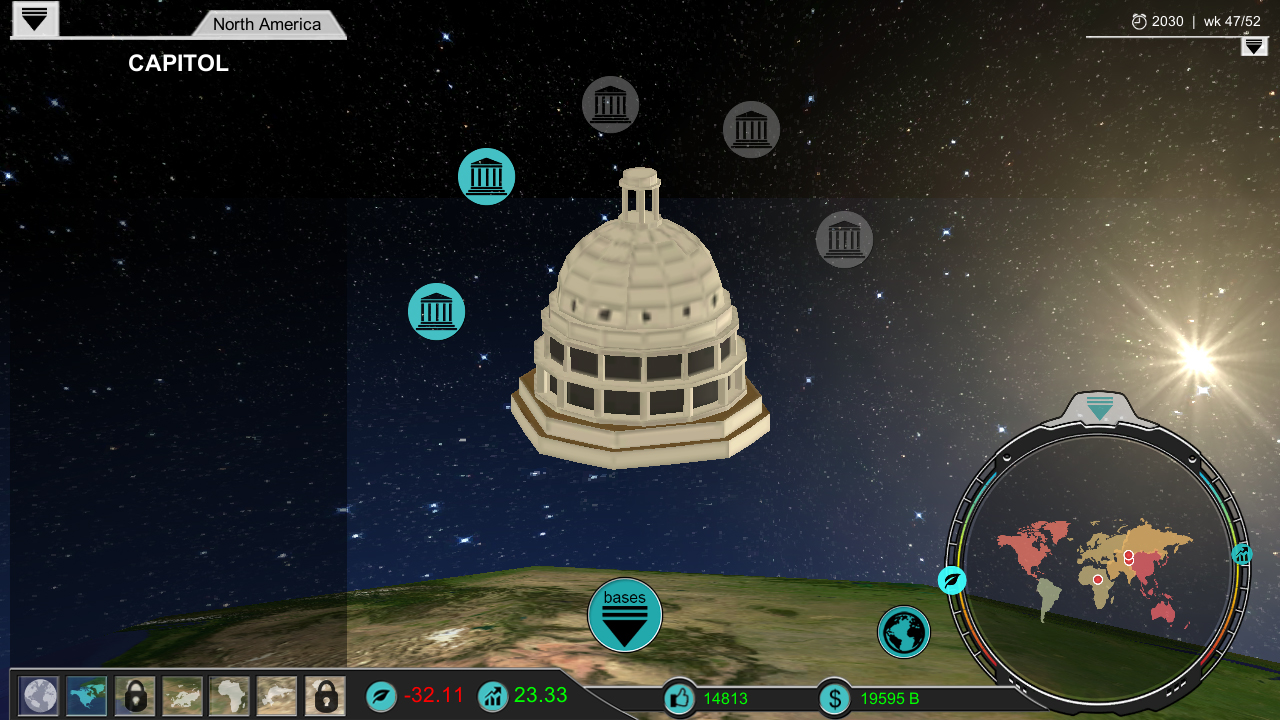 North America
2030 | wk 47/52
CAPITOL
bases
-32.11
23.33
14813
$
19595 B